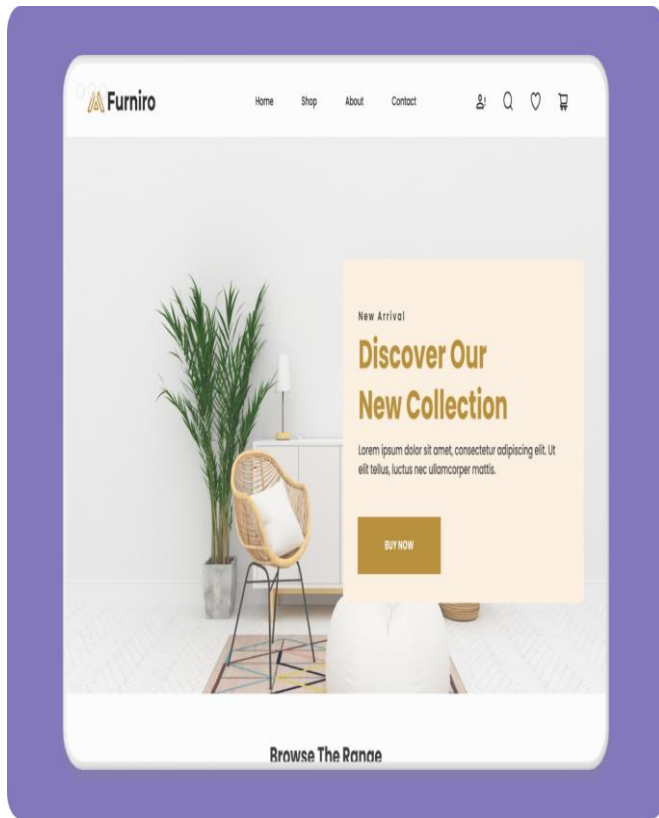 Furniro
Home Shop About Contact
New Arrival
Discover Our
New Collection
Lorem ipsum dolor sit amet, consectetur adipiscing elit. Ut
elit tellus, luctus nec ullamcorper mattis.
BUY NOW
Browse The Range